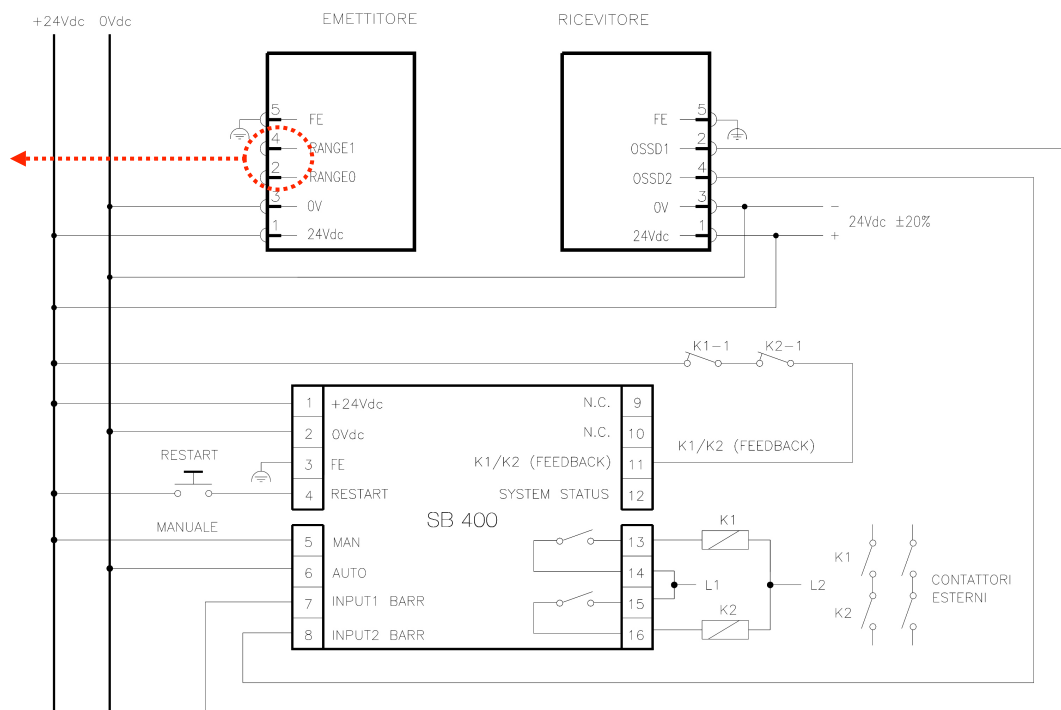 EMETTITORE
RICEVITORE
+24Vdc 0Vdc
5 FE
4 RANGE1
2 RANGE0
3 0V
1 24Vdc
FE 5
OSSD1 2
OSSD2 4
0V 3
24Vdc 1
-
24Vdc ±20%
+
K1-1 K2-1
1 +24Vdc
2 0Vdc
3 FE
4 RESTART
N.C. 9
N.C. 10
K1/K2 (FEEDBACK) 11
SYSTEM STATUS 12
K1/K2 (FEEDBACK)
RESTART
SB 400
MANUALE
5 MAN
6 AUTO
7 INPUT1 BARR
8 INPUT2 BARR
13
14
15
16
K1
L1
L2
K2
K1
K2
CONTATTORI
ESTERNI